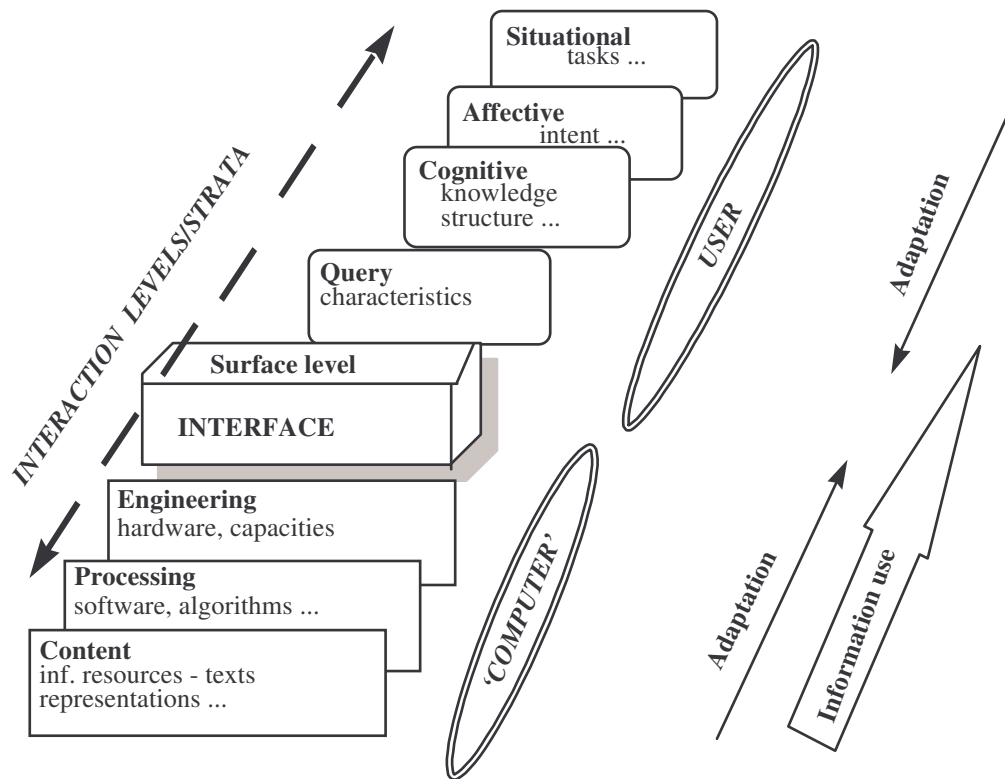 Situational
tasks ...
Affective
intent ...
Cognitive
knowledge
structure ...
Query
characteristics
Surface level
INTERFACE
Engineering
hardware, capacities
Processing
software, algorithms ...
Content
inf. resources - texts
representations ...
INTERACTION LEVELS/STRATA
USER
'COMPUTER'
Adaptation
Adaptation
Information use